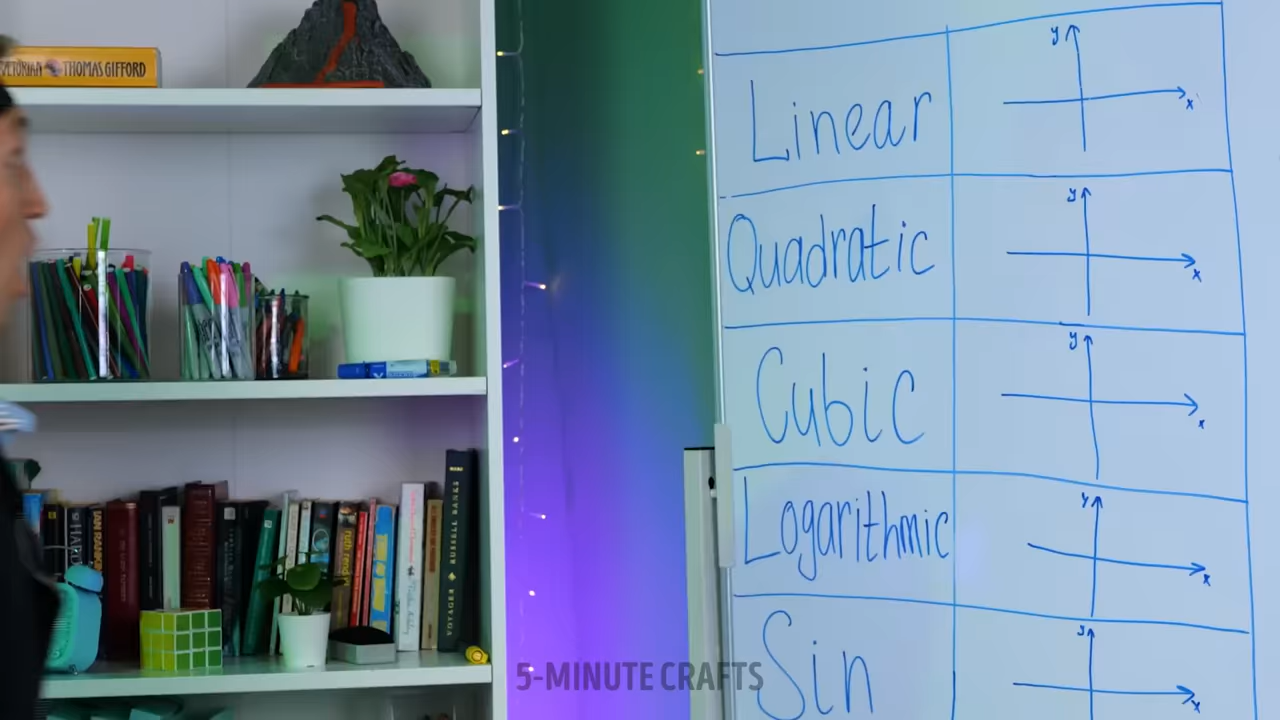 THOMAS GIFFORD
y
x
Linear
y
x
Quadratic
y
x
Cubic
y
x
Logarithmic
y
x
Sin
VOYAGER RUSSELL BANKS
5-MINUTE CRAFTS